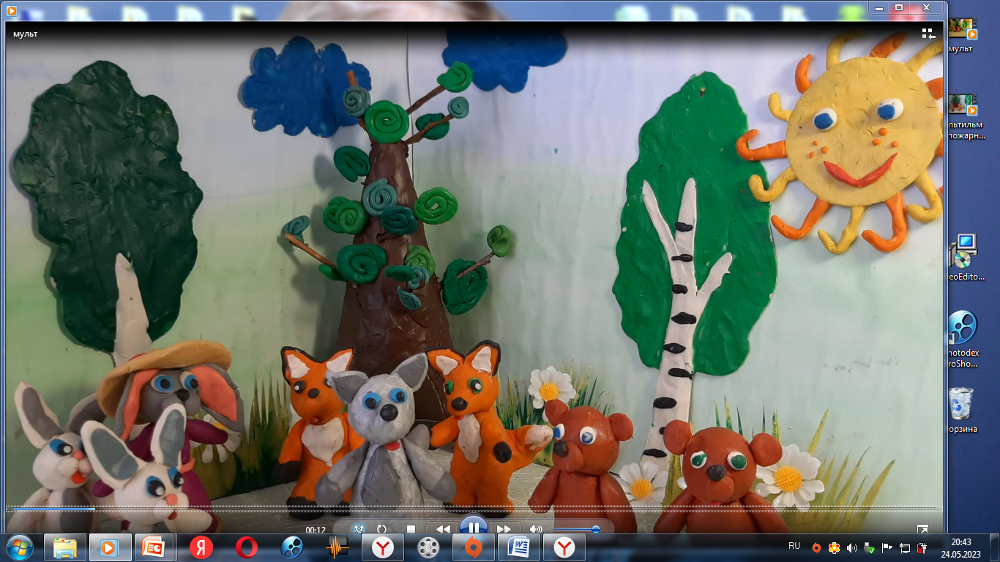 мульт
мульт
льтильм
пожарн...
eoEdito...
hotodex
roSho...
орзина
00:12
RU
20:43
24.05.2023